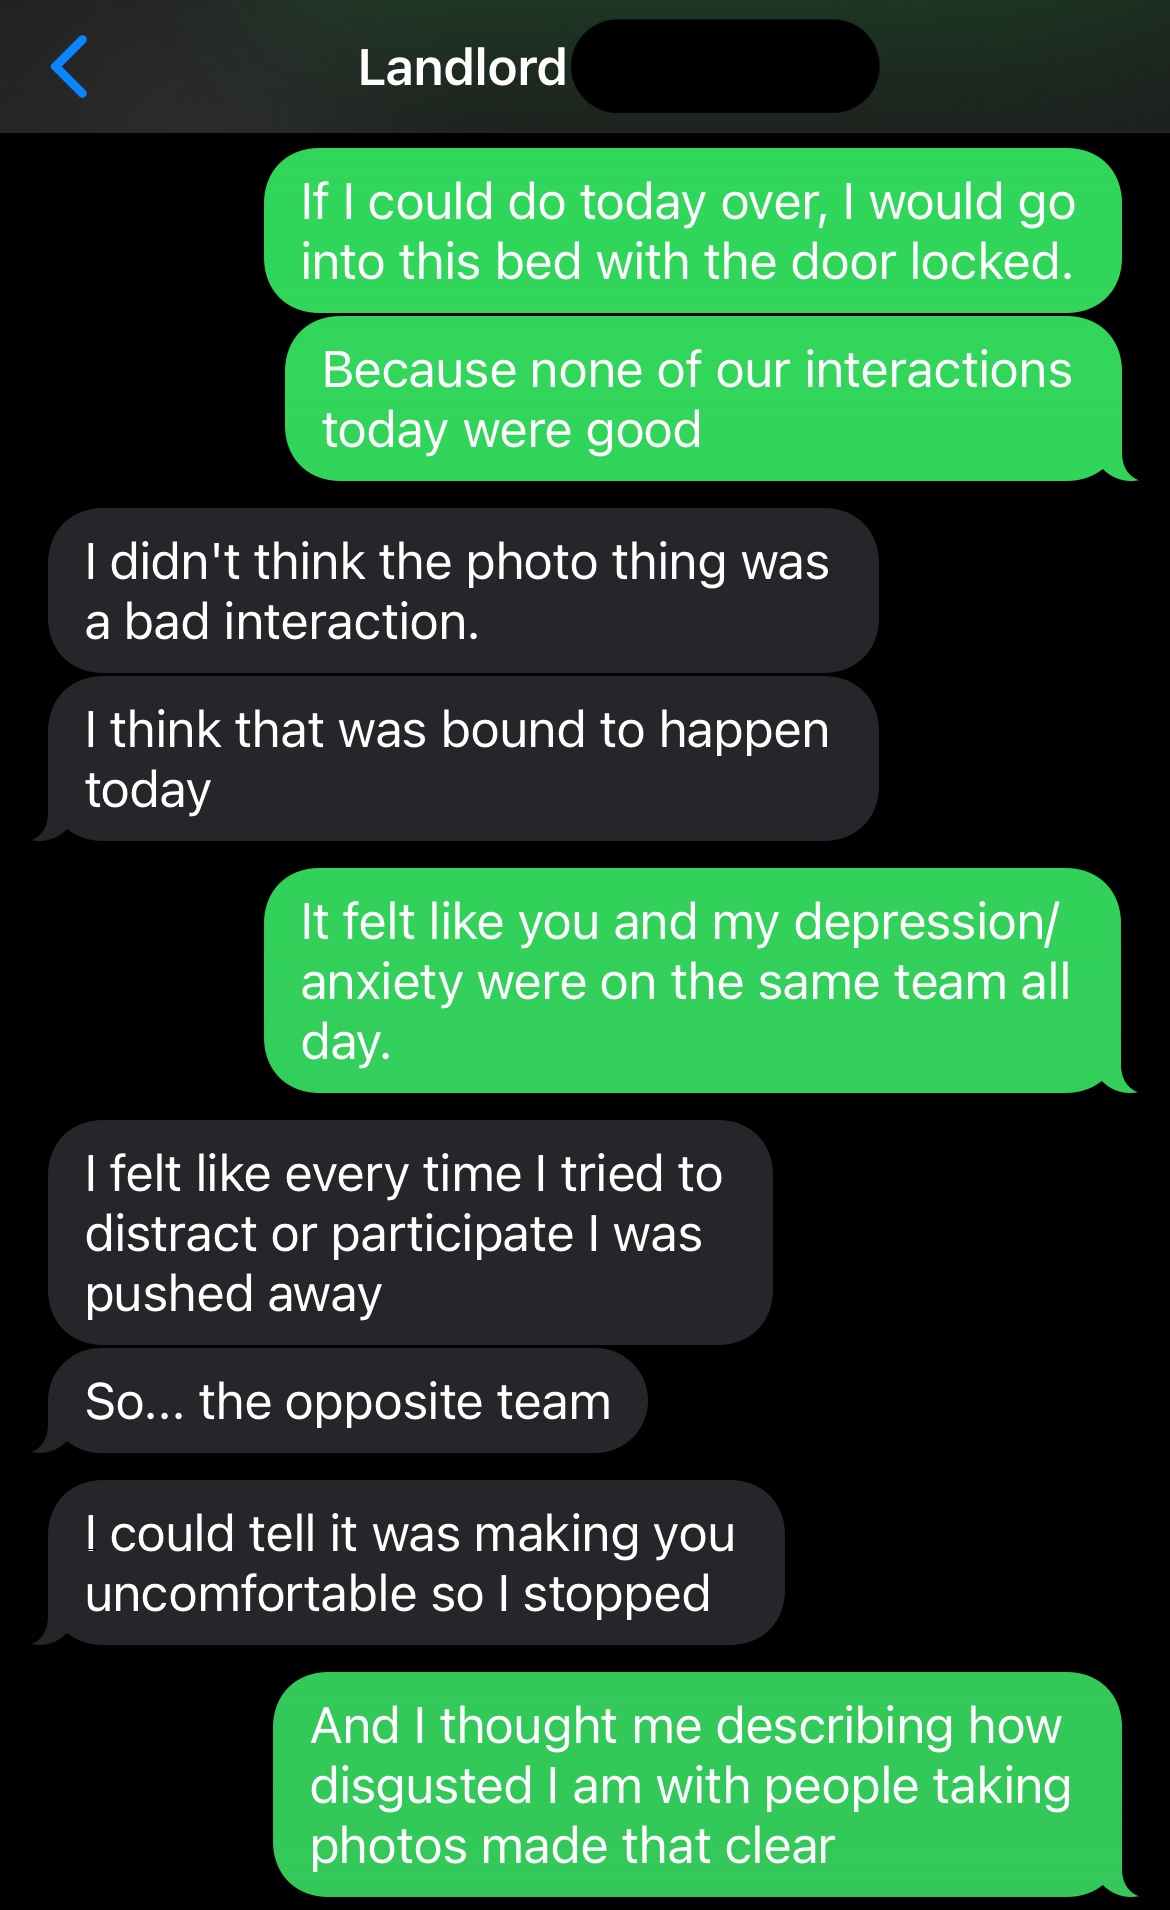 Landlord
If I could do today over, I would go
into this bed with the door locked.
Because none of our interactions
today were good
I didn't think the photo thing was
a bad interaction.
I think that was bound to happen
today
It felt like you and my depression/
anxiety were on the same team all
day.
I felt like every time I tried to
distract or participate I was
pushed away
So... the opposite team
I could tell it was making you
uncomfortable so I stopped
And I thought me describing how
disgusted I am with people taking
photos made that clear